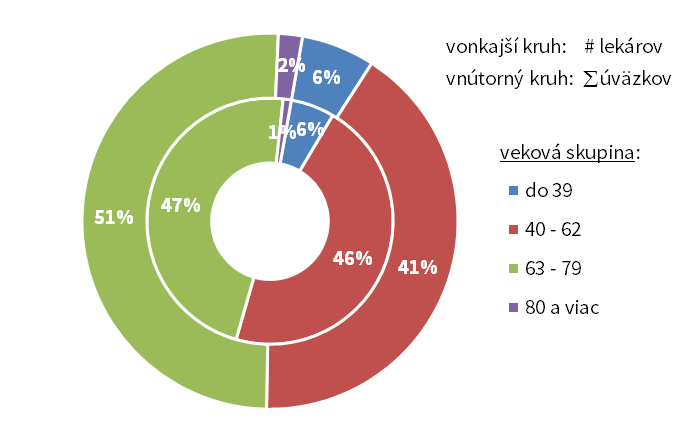 vonkajší kruh: # lekárov
vnútorný kruh: ∑úväzkov
2%
6%
1%
6%
47%
51%
46%
41%
veková skupina:
do 39
40 - 62
63 - 79
80 a viac